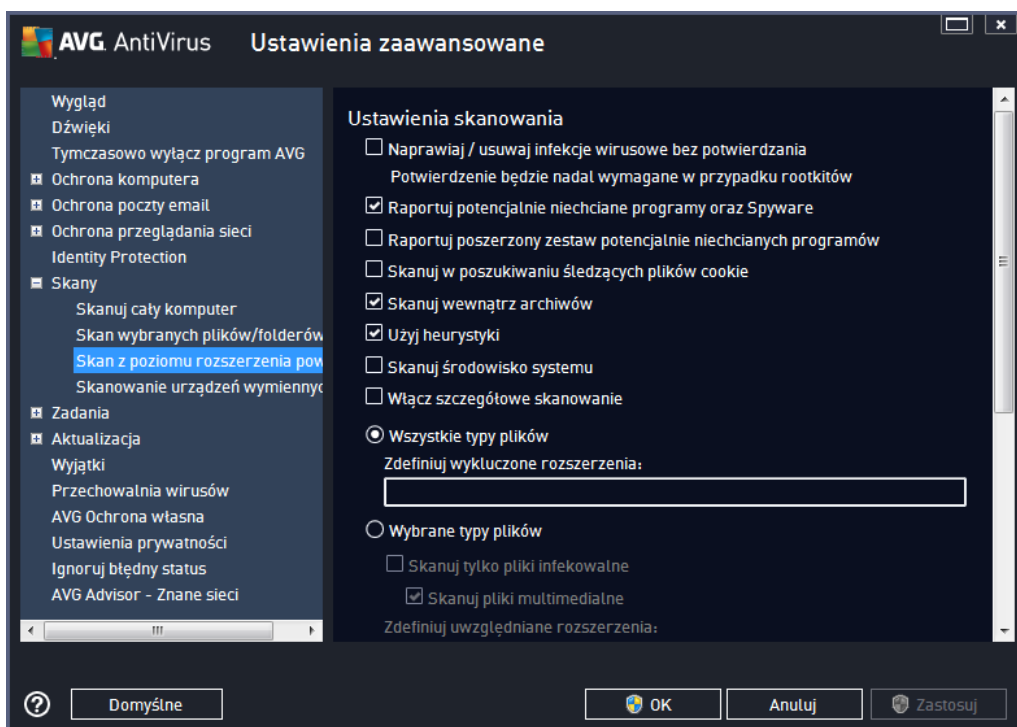 AVG. AntiVirus Ustawienia zaawansowane
Wygląd
Dźwięki
Tymczasowo wyłącz program AVG
Ochrona komputera
Ochrona poczty email
Ochrona przeglądania sieci
Identity Protection
Skany
Skanuj cały komputer
Skan wybranych plików/folderów
Skan z poziomu rozszerzenia pow
Skanowanie urządzeń wymiennyc
Zadania
Aktualizacja
Wyjątki
Przechowalnia wirusów
AVG Ochrona własna
Ustawienia prywatności
Ignoruj błędny status
AVG Advisor - Znane sieci
Ustawienia skanowania
Naprawiaj / usuwaj infekcje wirusowe bez potwierdzania
Potwierdzenie będzie nadal wymagane w przypadku rootkitów
Raportuj potencjalnie niechciane programy oraz Spyware
Raportuj poszerzony zestaw potencjalnie niechcianych programów
Skanuj w poszukiwaniu śledzących plików cookie
Skanuj wewnątrz archiwów
Użyj heurystyki
Skanuj środowisko systemu
Włącz szczegółowe skanowanie
Wszystkie typy plików
Zdefiniuj wykluczone rozszerzenia:
Wybrane typy plików
Skanuj tylko pliki infekowalne
Skanuj pliki multimedialne
Zdefiniuj uwzględniane rozszerzenia:
Domyślne
OK
Anuluj
Zastosuj